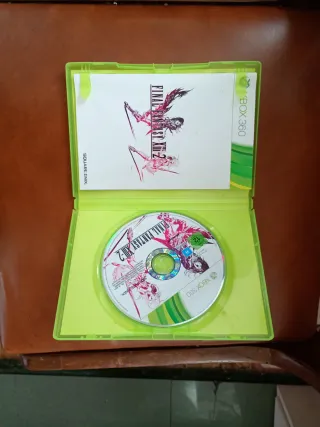 XBOX 360
FINAL FANTASY XIII-2
SQUARE ENIX
FINAL FANTASY XIII-2
XBOX 360